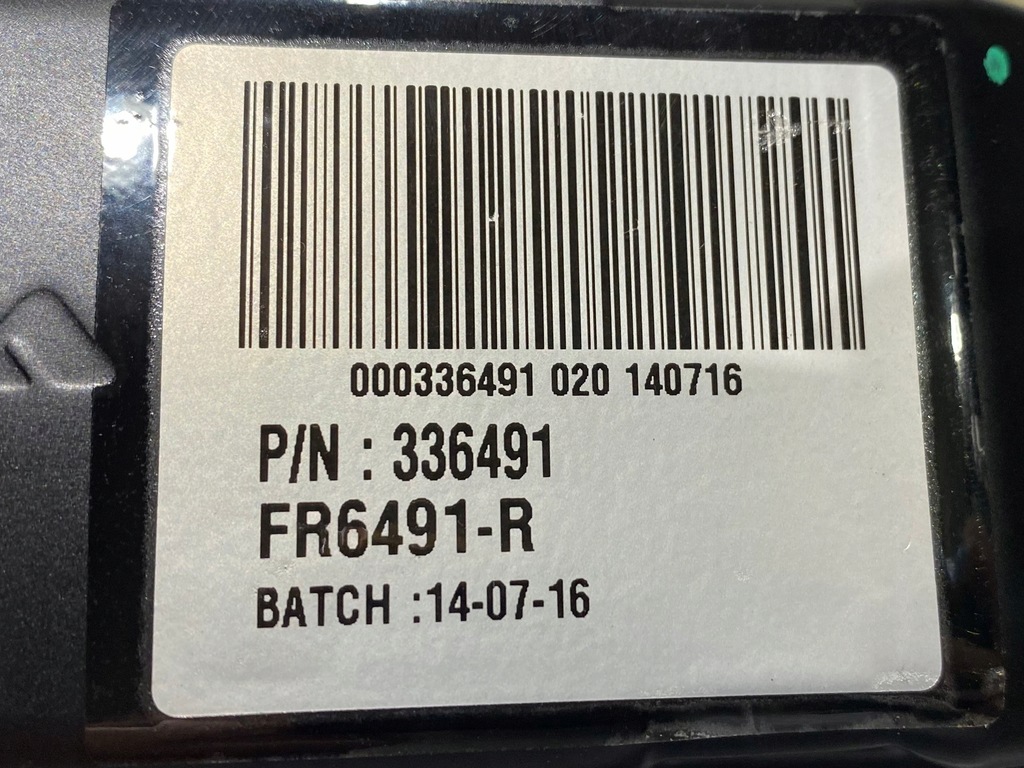 000336491 020 140716
P/N : 336491
FR6491-R
BATCH :14-07-16